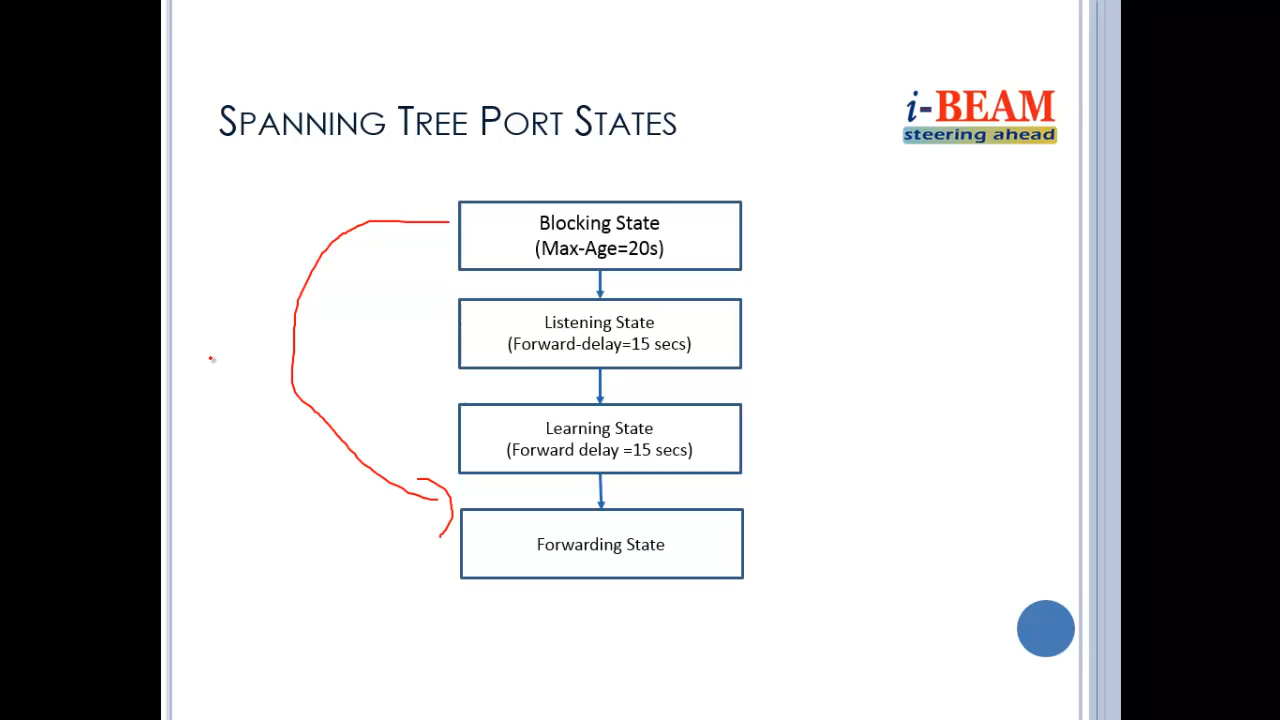 SPANNING TREE PORT STATES
i-BEAM
steering ahead
Blocking State
(Max-Age=20s)
Listening State
(Forward-delay=15 secs)
Learning State
(Forward delay =15 secs)
Forwarding State